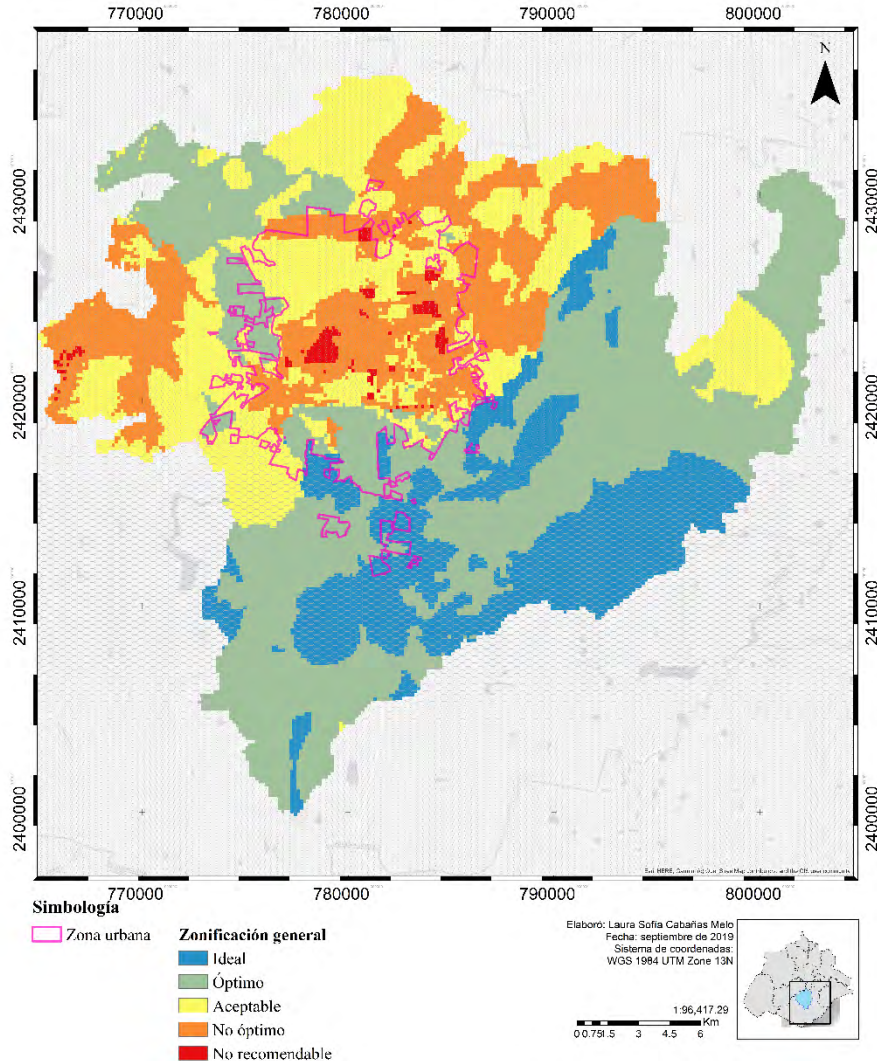 770000 780000 790000 800000
N
2430000 2430000
2420000 2420000
2410000 2410000
2400000 2400000
770000 780000 790000 800000
Simbología
Zona urbana
Zonificación general
Ideal
Óptimo
Aceptable
No óptimo
No recomendable
Elaboró: Laura Sofía Cabañas Melo
Fecha: septiembre de 2019
Sistema de coordenadas:
WGS 1984 UTM Zone 13N
1:96,417.29
Km
0 0.75 1.5 3 4.5 6